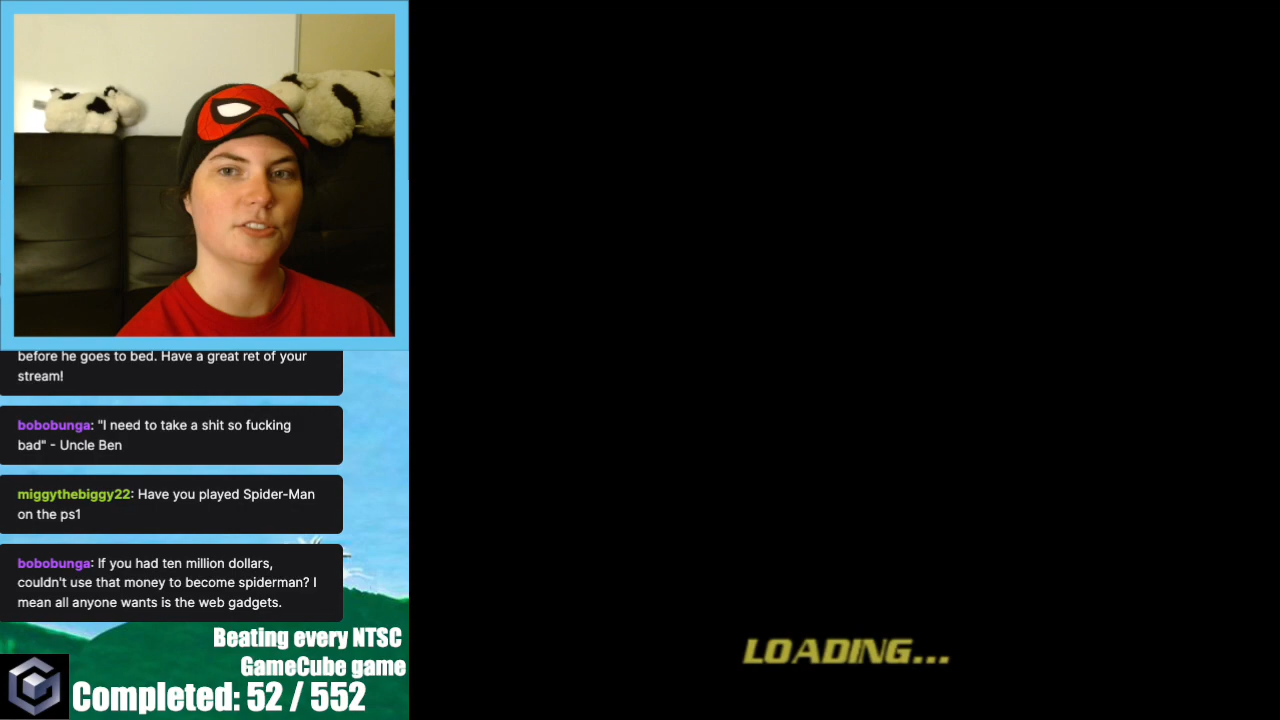 before he goes to bed. Have a great ret of your
stream!
bobobunga: "I need to take a shit so fucking
bad" - Uncle Ben
miggythebiggy22: Have you played Spider-Man
on the ps1
bobobunga: If you had ten million dollars,
couldn't use that money to become spiderman? I
mean all anyone wants is the web gadgets.
Beating every NTSC
GameCube game
Completed: 52 / 552
LOADING...